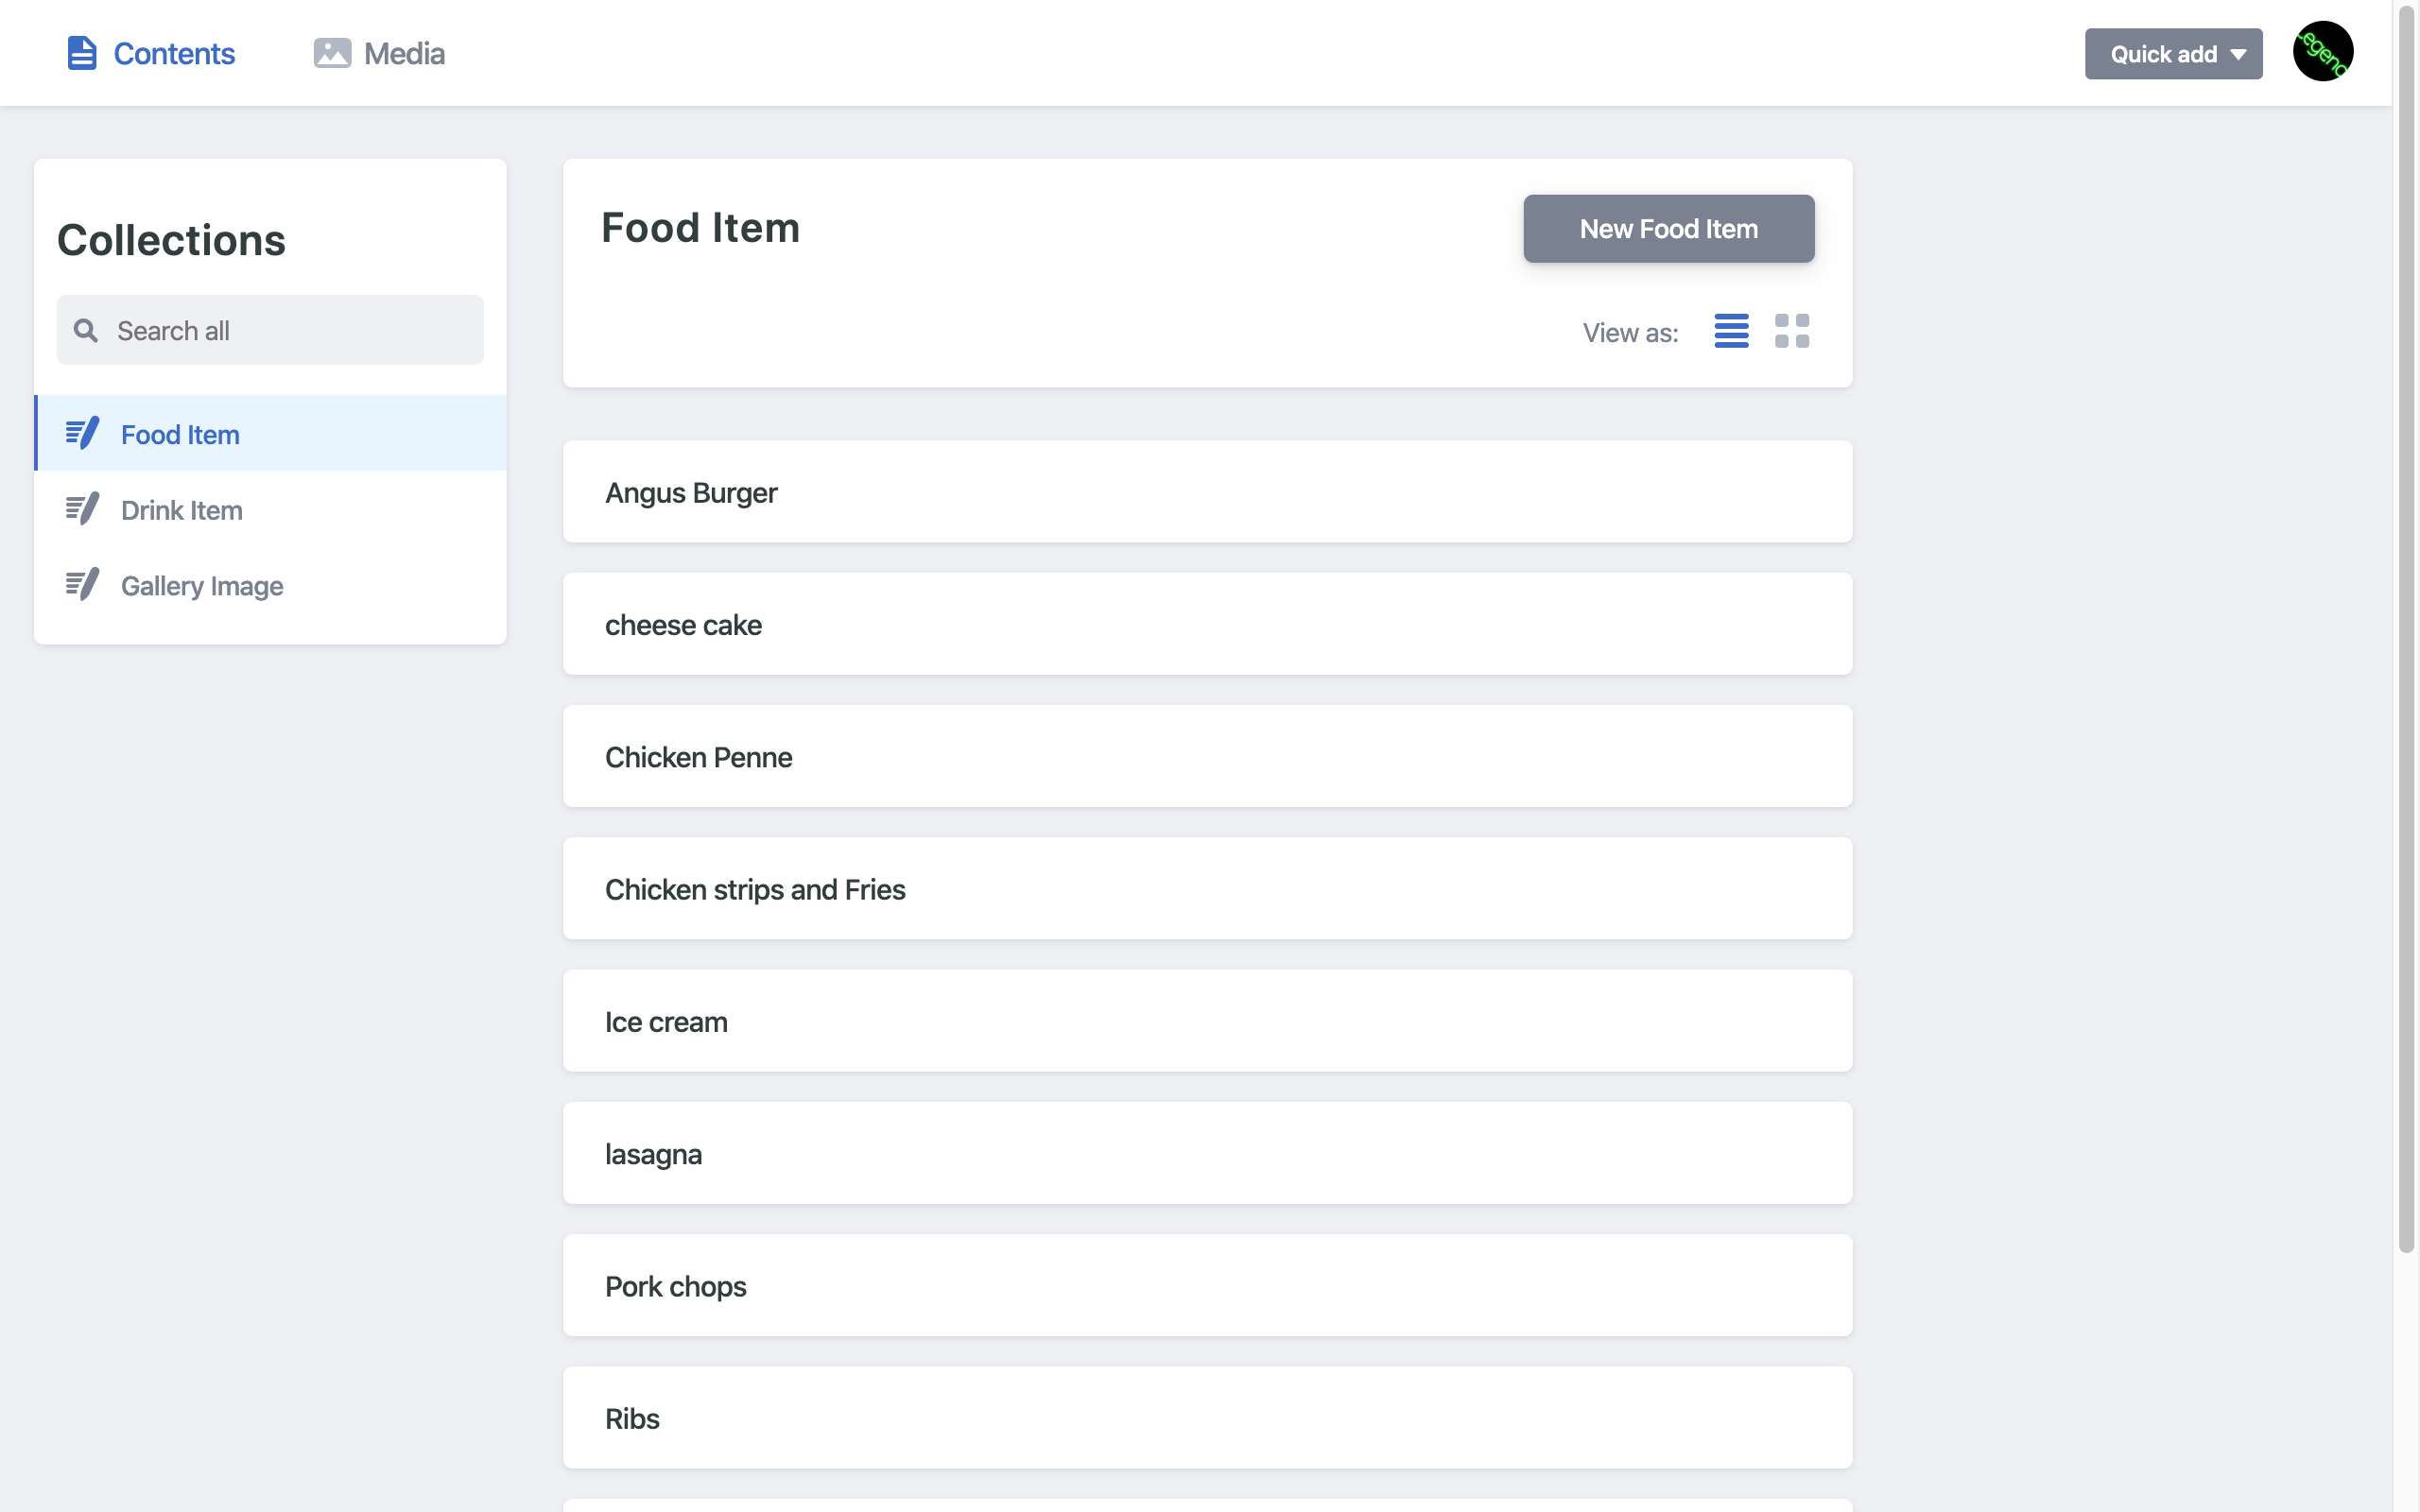 Contents
Media
Quick add
Legend
Collections
Search all
Food Item
Drink Item
Gallery Image
Food Item
New Food Item
View as:
Angus Burger
cheese cake
Chicken Penne
Chicken strips and Fries
Ice cream
lasagna
Pork chops
Ribs